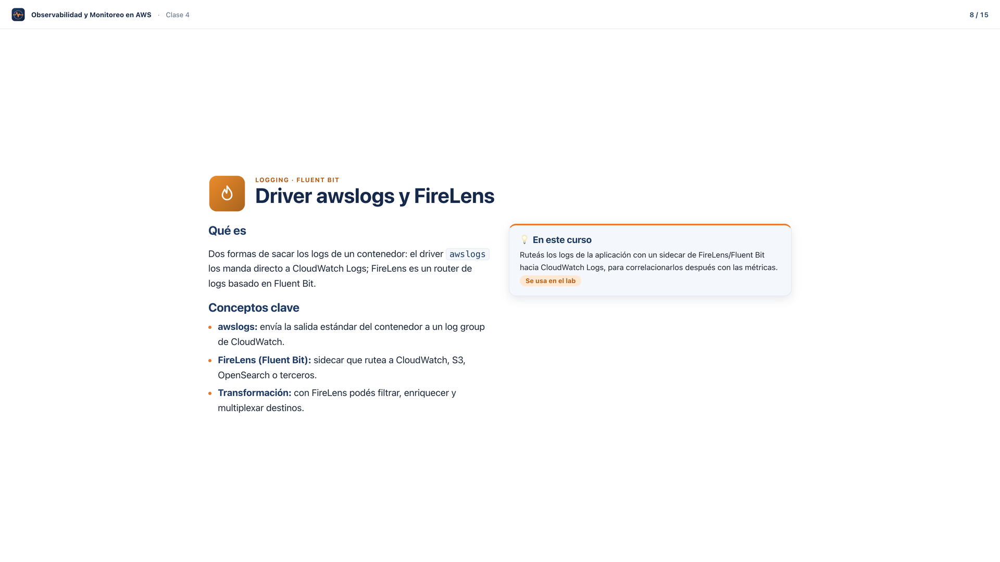 Observabilidad y Monitoreo en AWS · Clase 4
8 / 15
LOGGING · FLUENT BIT
Driver awslogs y FireLens
Qué es
Dos formas de sacar los logs de un contenedor: el driver awslogs
los manda directo a CloudWatch Logs; FireLens es un router de
logs basado en Fluent Bit.
Conceptos clave
• awslogs: envía la salida estándar del contenedor a un log group
de CloudWatch.
• FireLens (Fluent Bit): sidecar que rutea a CloudWatch, S3,
OpenSearch o terceros.
• Transformación: con FireLens podés filtrar, enriquecer y
multiplexar destinos.
💡 En este curso
Ruteás los logs de la aplicación con un sidecar de FireLens/Fluent Bit
hacia CloudWatch Logs, para correlacionarlos después con las métricas.
Se usa en el lab